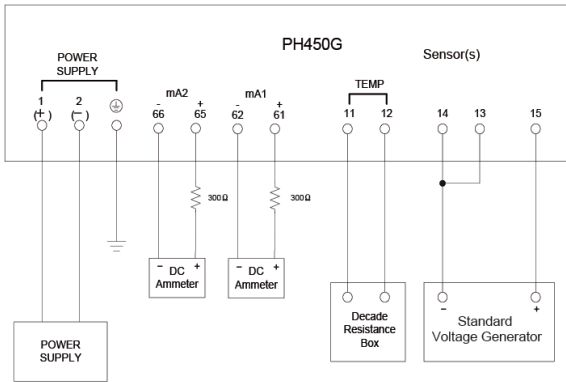 PH450G
Sensor(s)
POWER
SUPPLY
mA2
mA1
TEMP
1 2 - + - +
(+) (−) 66 65 62 61 11 12 14 13 15
300Ω 300Ω
- + - +
DC DC
Ammeter Ammeter
Decade
Resistance
Box
- +
Standard
Voltage Generator
POWER
SUPPLY